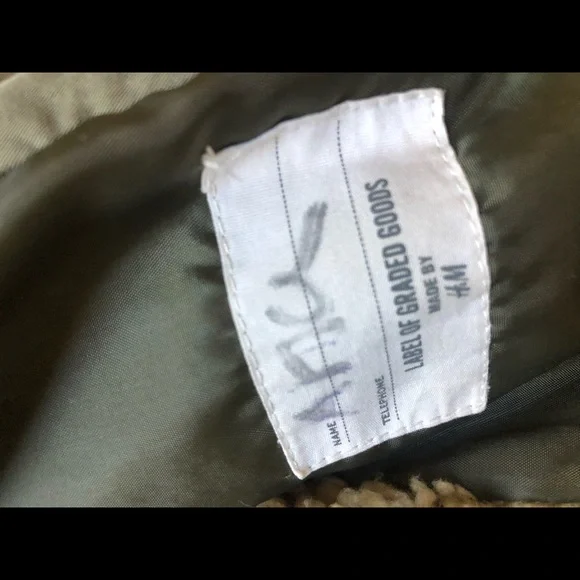 LABEL OF GRADED GOODS
MADE BY
H&M
NAME
TELEPHONE